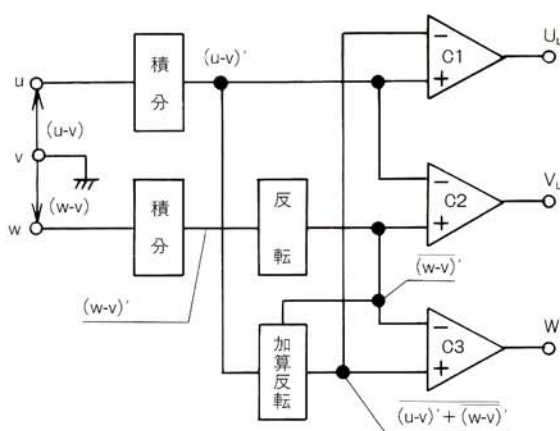 u
(u-v)
v
(w-v)
w
積分
(u-v)'
積分
反転
(w-v)'
加算反転
(w-v)'
(u-v)' + (w-v)'
−
+
C1
−
+
C2
−
+
C3
U
V
W